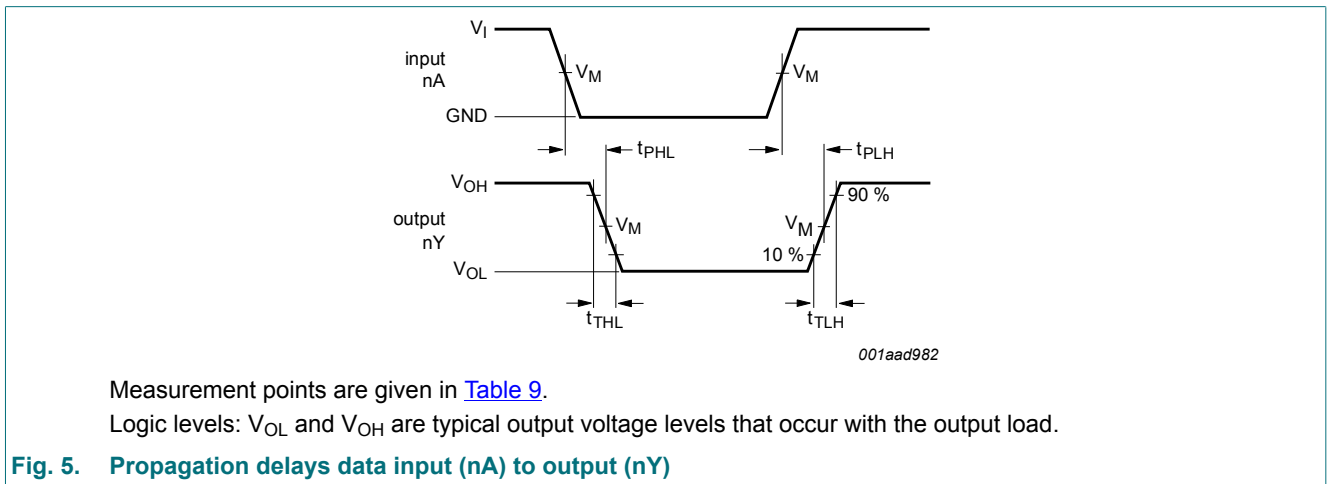 VI
input
nA
VM
VM
GND
tPHL
tPLH
VOH
90 %
output
nY
VM
VM
10 %
VOL
tTHL
tTLH
001aad982
Measurement points are given in Table 9.
Logic levels: VOL and VOH are typical output voltage levels that occur with the output load.
Fig. 5. Propagation delays data input (nA) to output (nY)